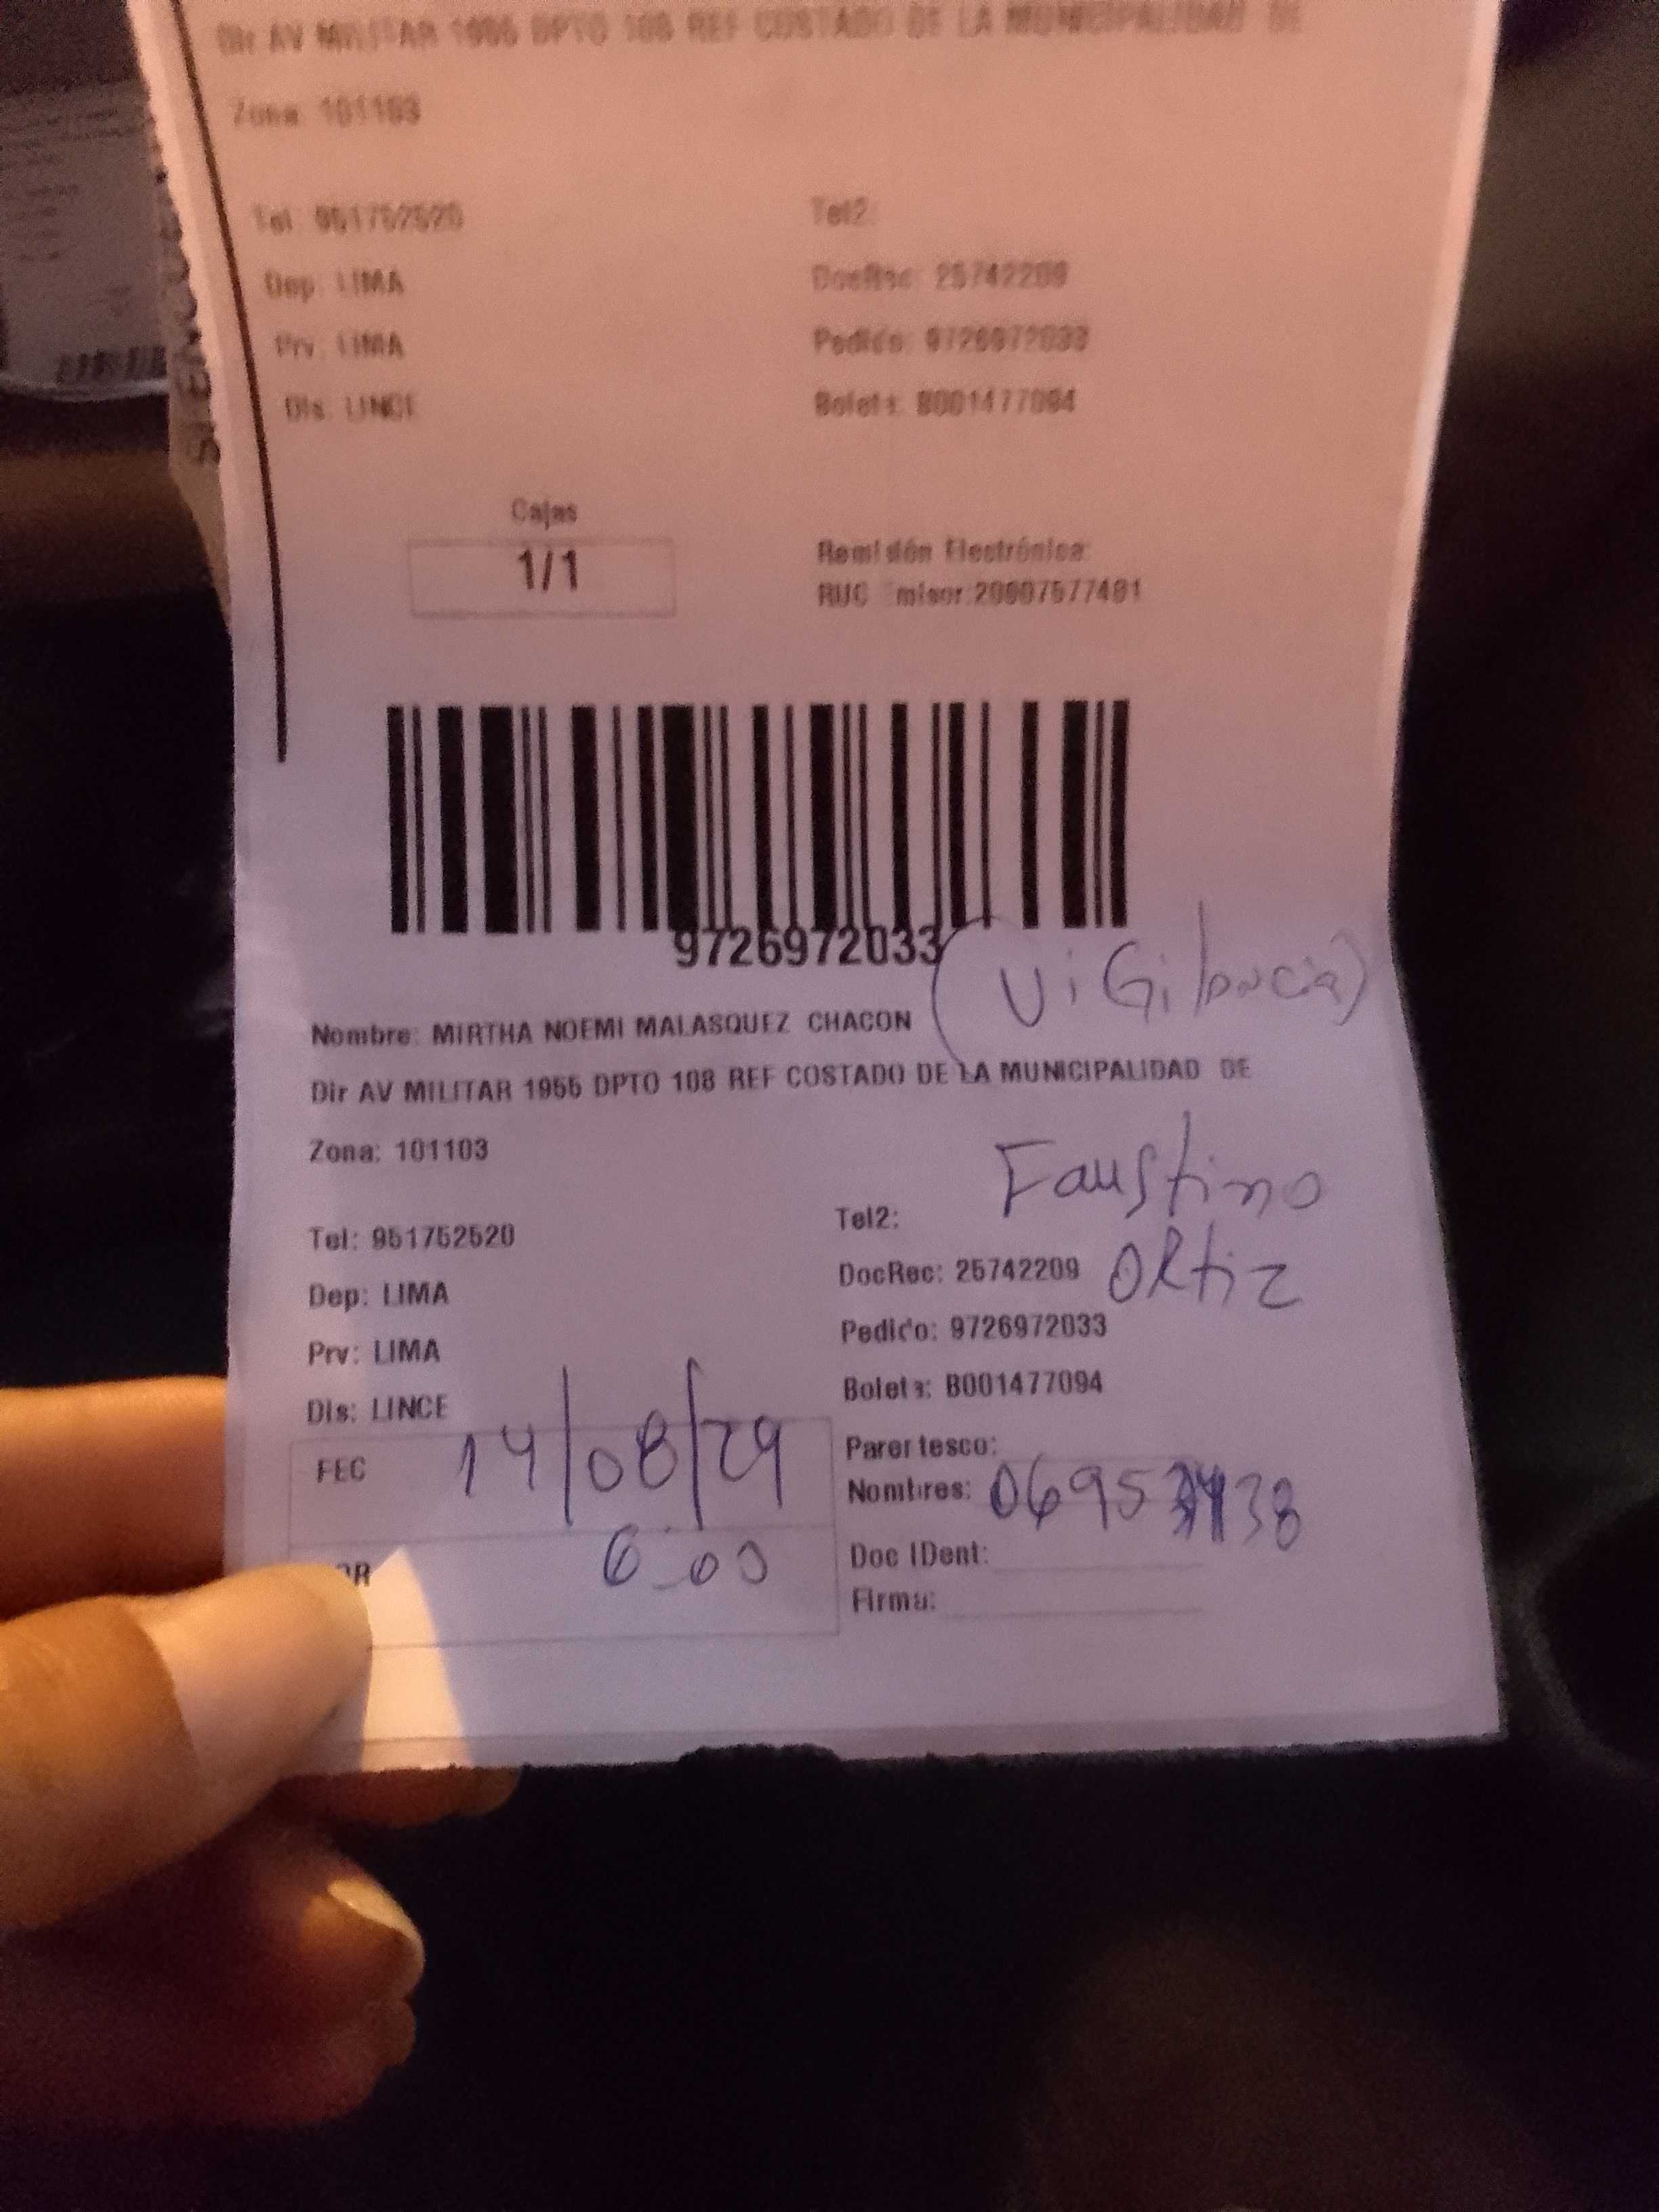 Dir AV MILITAR 1955 DPTO 108 REF COSTADO DE LA MUNICIPALIDAD DE
Zona: 101103
Tel: 951752520 Tel2:
Dep: LIMA DocRec: 25742209
Prv: LIMA Pedido: 9726972033
Dis: LINCE Boleta: B001477094
Cajas
1/1
Remisión Electrónica:
RUC misor:20607577481
9726972033
(ViGilancia)
Nombre: MIRTHA NOEMI MALASQUEZ CHACON
Dir AV MILITAR 1955 DPTO 108 REF COSTADO DE LA MUNICIPALIDAD DE
Zona: 101103
Faustino
Tel: 951752520 Tel2:
Dep: LIMA DocRec: 25742209 ORtiz
Prv: LIMA Pedido: 9726972033
Dis: LINCE Boleta: B001477094
FEC 14/08/24
Parentesco:
Nombres:
OR 6:00
Doc IDent:
Firma: